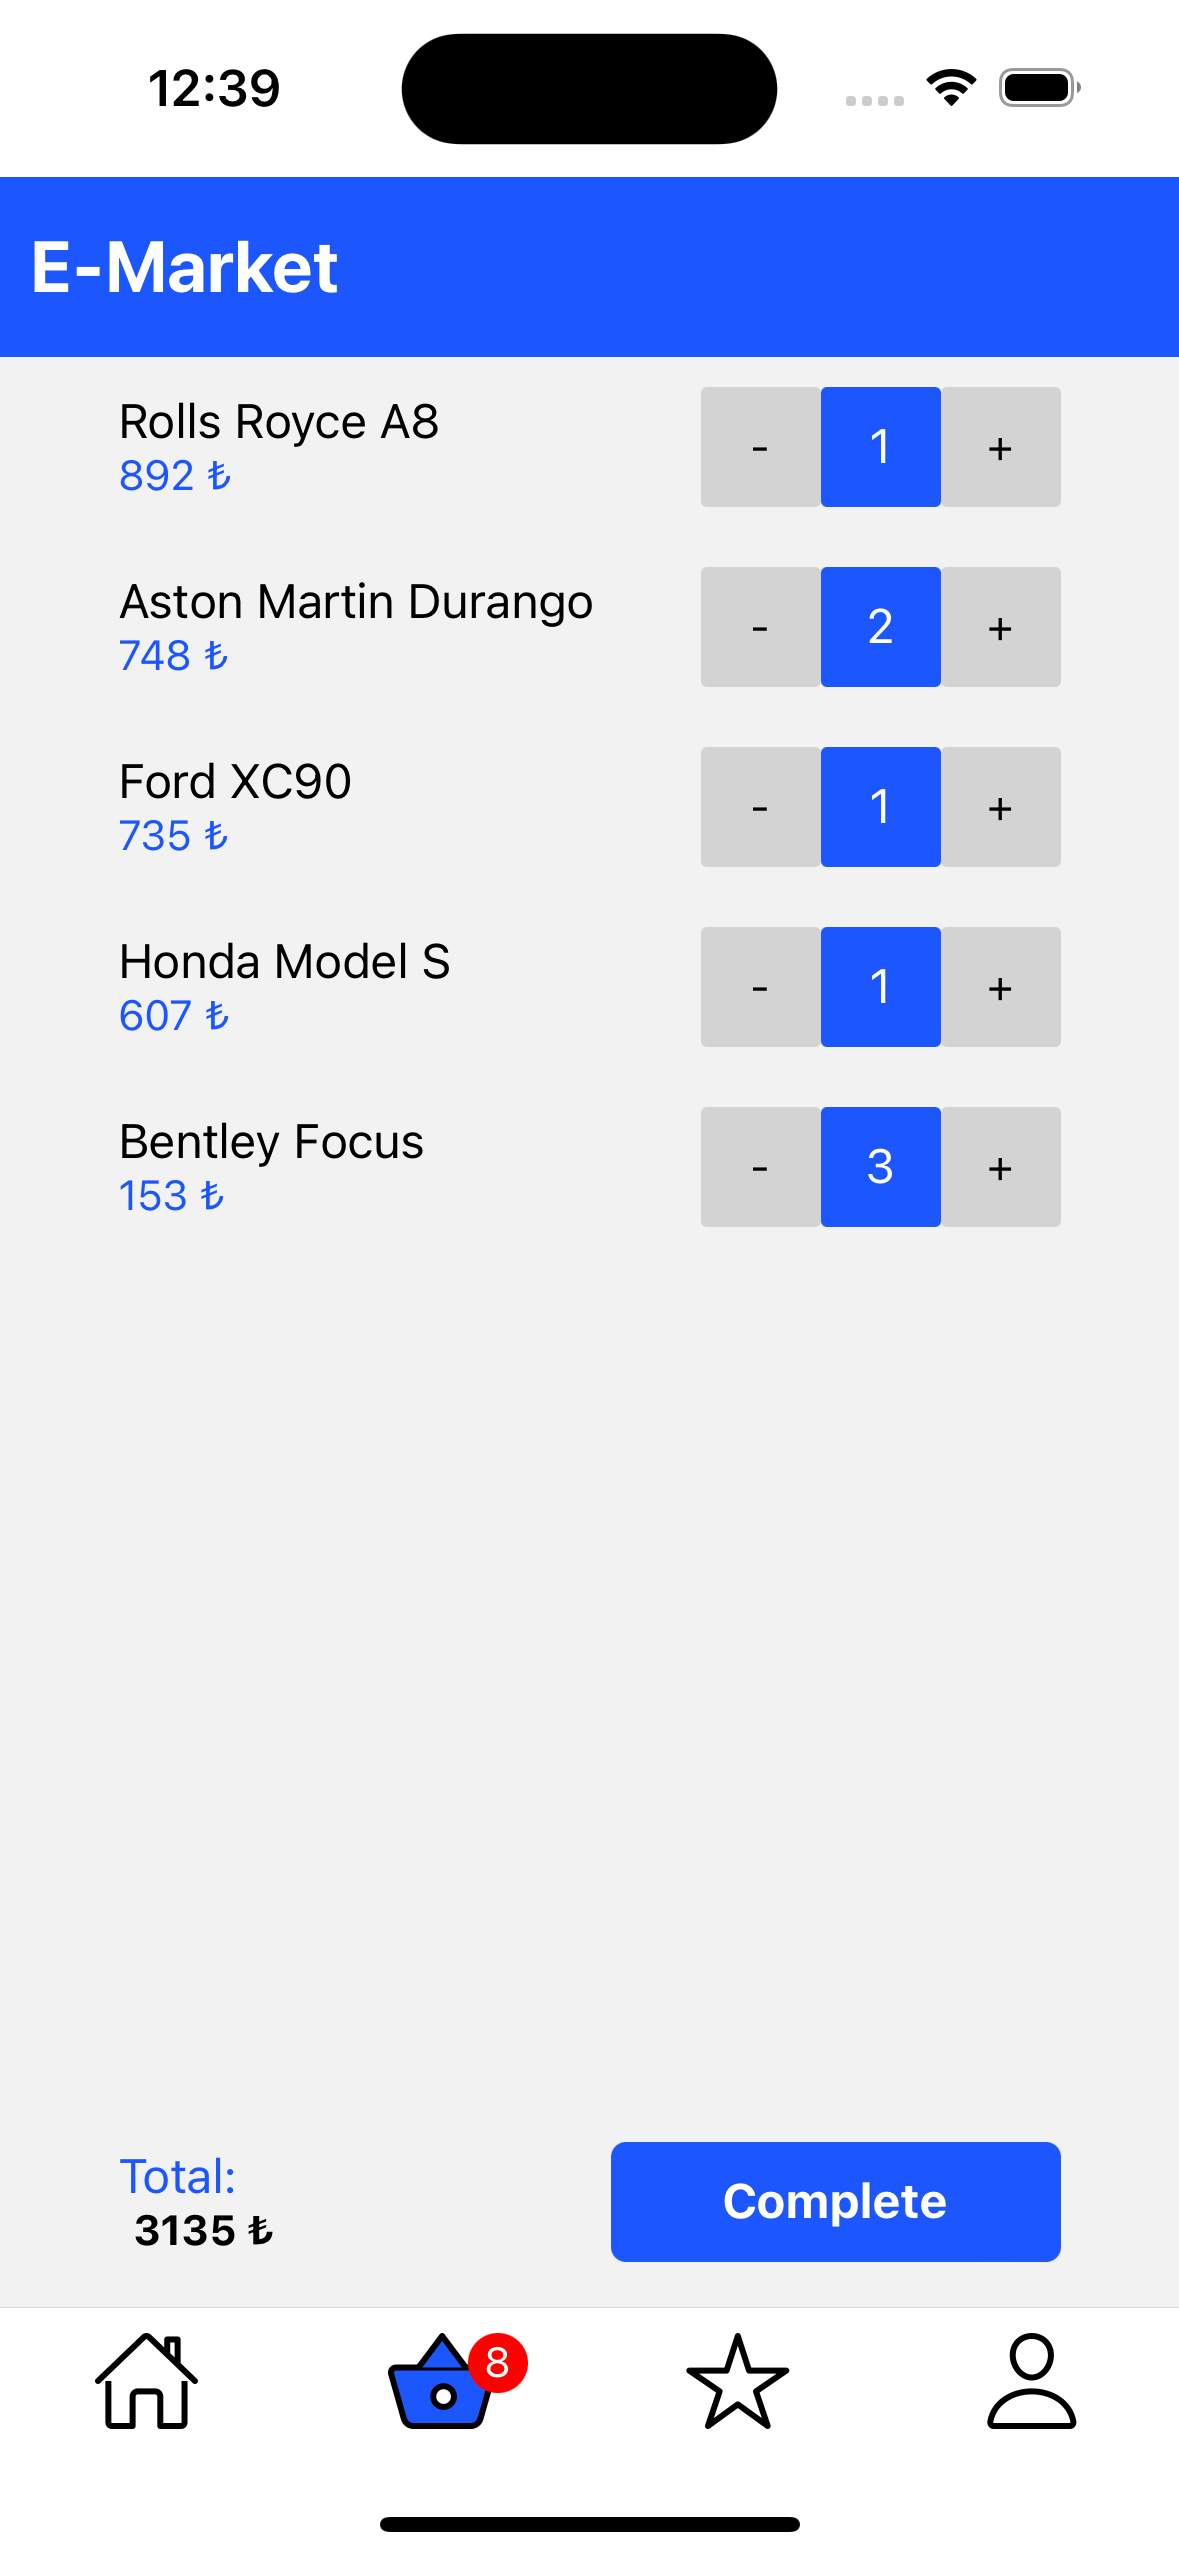 12:39
E-Market
Rolls Royce A8
892 ₺
- 1 +
Aston Martin Durango
748 ₺
- 2 +
Ford XC90
735 ₺
- 1 +
Honda Model S
607 ₺
- 1 +
Bentley Focus
153 ₺
- 3 +
Total:
3135 ₺
Complete
8